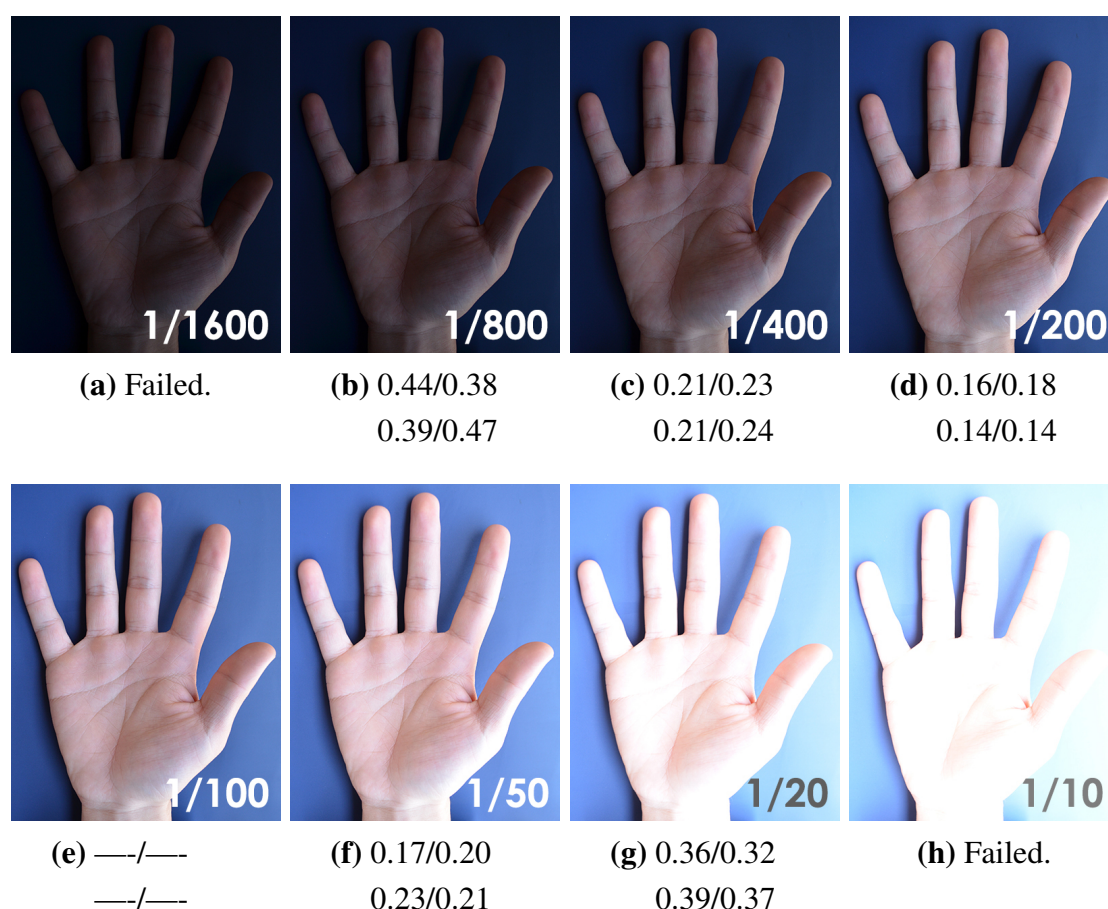 1/1600 1/800 1/400 1/200
(a) Failed. (b) 0.44/0.38 (c) 0.21/0.23 (d) 0.16/0.18
0.39/0.47 0.21/0.24 0.14/0.14
1/100 1/50 1/20 1/10
(e) —-/—- (f) 0.17/0.20 (g) 0.36/0.32 (h) Failed.
—-/—- 0.23/0.21 0.39/0.37